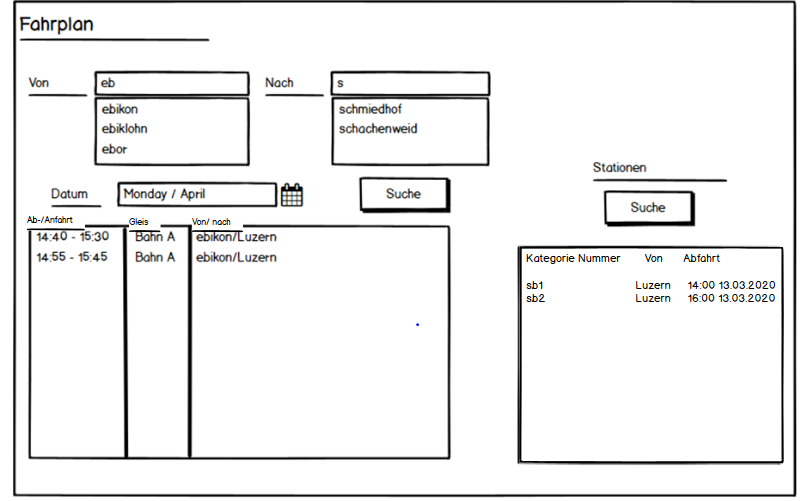 Fahrplan
Von eb Nach s
ebikon schmiedhof
ebiklohn schachenweid
ebor
Stationen
Datum Monday / April Suche
Suche
Ab-/Anfahrt Gleis Von/ nach
14:40 - 15:30 Bahn A ebikon/Luzern
14:55 - 15:45 Bahn A ebikon/Luzern
Kategorie Nummer Von Abfahrt
sb1 Luzern 14:00 13.03.2020
sb2 Luzern 16:00 13.03.2020